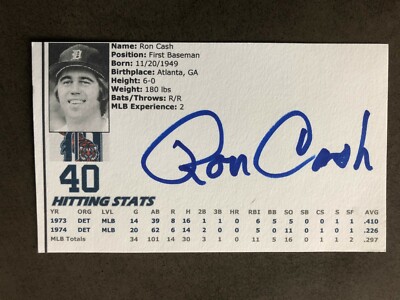 Name: Ron Cash
Position: First Baseman
Born: 11/20/1949
Birthplace: Atlanta, GA
Height: 6-0
Weight: 180 lbs
Bats/Throws: R/R
MLB Experience: 2
Ron Cash
40
HITTING STATS
YR ORG LVL G AB R H 2B 3B HR RBI BB SO SB CS S SF AVG
1973 DET MLB 14 39 8 16 1 1 0 6 5 5 0 0 1 0 .410
1974 DET MLB 20 62 6 14 2 0 0 5 0 11 0 1 0 1 .226
MLB Totals 34 101 14 30 3 1 0 11 5 16 0 1 1 1 .297